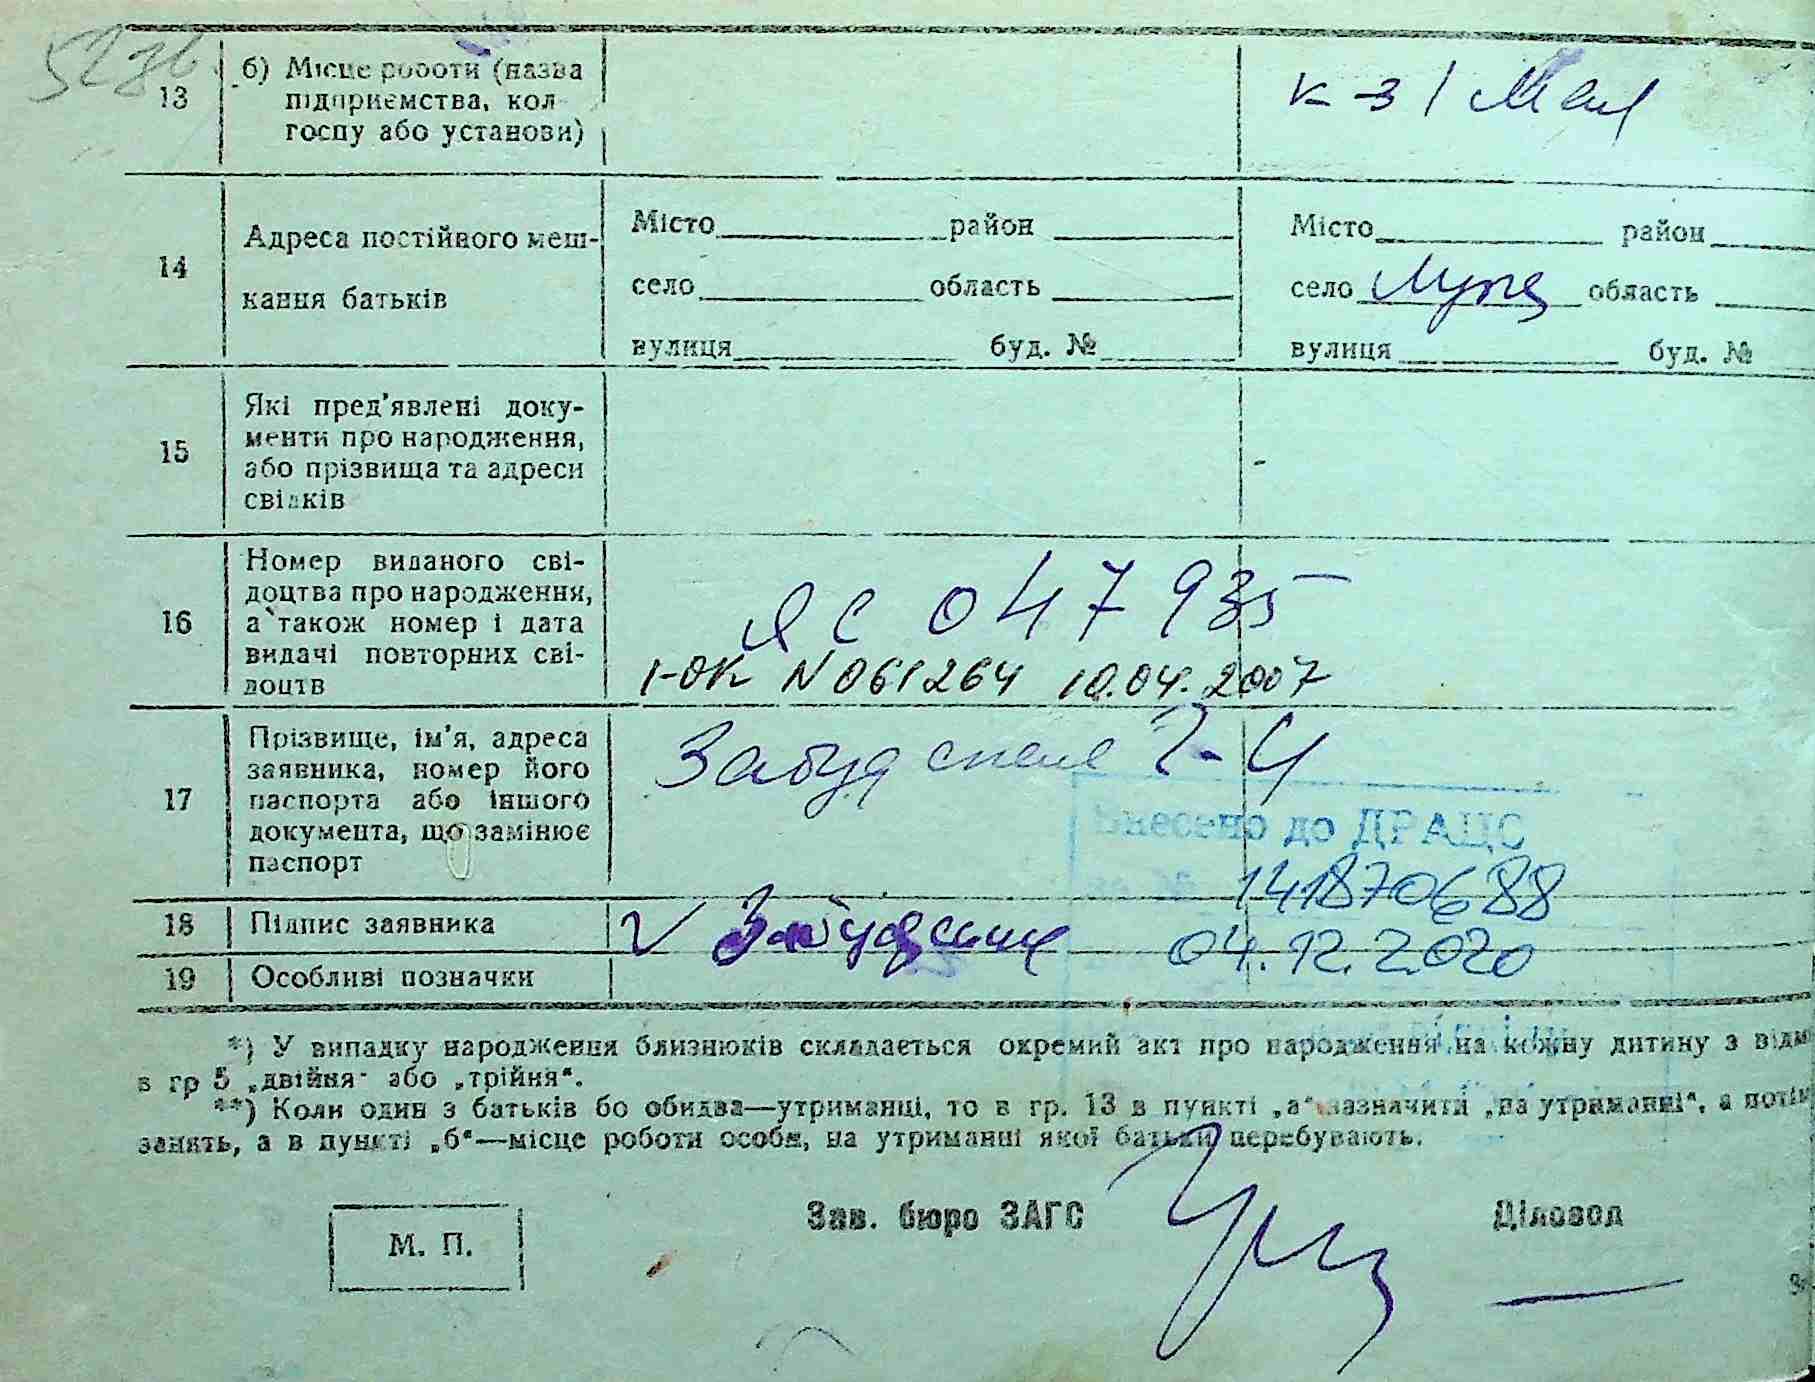 13 б) Місце роботи (назва
підприємства, кол
госпу або установи)
к-з 1 Мая
14 Адреса постійного меш-
кання батьків
Місто район
село область
вулиця буд. №
Місто район
село область
вулиця буд. №
15 Які пред'явлені доку-
менти про народження,
або прізвища та адреси
свідків
16 Номер виданого сві-
доцтва про народження,
а також номер і дата
видачі повторних сві-
доцтв
ЯС 047935
1-ОК N 061264 10.04.2007
17 Прізвище, ім'я, адреса
заявника, номер його
паспорта або іншого
документа, що замінює
паспорт
Внесено до ДРАЦС
за № 1418706688
04.12.2020
18 Підпис заявника
19 Особливі позначки
*) У випадку народження близнюків складається окремий акт про народження на кожну дитину з відм
в гр 5 „двійня" або „трійня".
**) Коли один з батьків бо обидва—утриманці, то в гр. 13 в пункті „а" зазначити „на утриманні", а потім
занять, а в пункті „б"—місце роботи особи, на утриманні якої батьки перебувають.
М. П.
Зав. бюро ЗАГС
Діловод